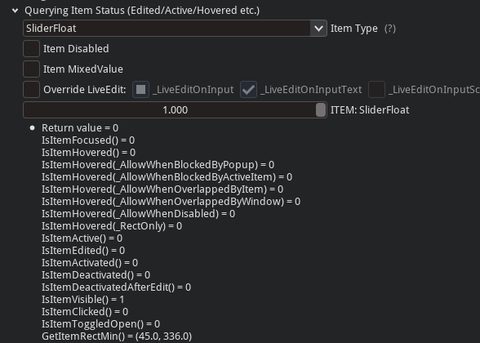 Querying Item Status (Edited/Active/Hovered etc.)
SliderFloat Item Type (?)
Item Disabled
Item MixedValue
Override LiveEdit: _LiveEditOnInput _LiveEditOnInputText _LiveEditOnInputSc
1.000 ITEM: SliderFloat
Return value = 0
IsItemFocused() = 0
IsItemHovered() = 0
IsItemHovered(_AllowWhenBlockedByPopup) = 0
IsItemHovered(_AllowWhenBlockedByActiveItem) = 0
IsItemHovered(_AllowWhenOverlappedByItem) = 0
IsItemHovered(_AllowWhenOverlappedByWindow) = 0
IsItemHovered(_AllowWhenDisabled) = 0
IsItemHovered(_RectOnly) = 0
IsItemActive() = 0
IsItemEdited() = 0
IsItemActivated() = 0
IsItemDeactivated() = 0
IsItemDeactivatedAfterEdit() = 0
IsItemVisible() = 1
IsItemClicked() = 0
IsItemToggledOpen() = 0
GetItemRectMin() = (45.0, 336.0)